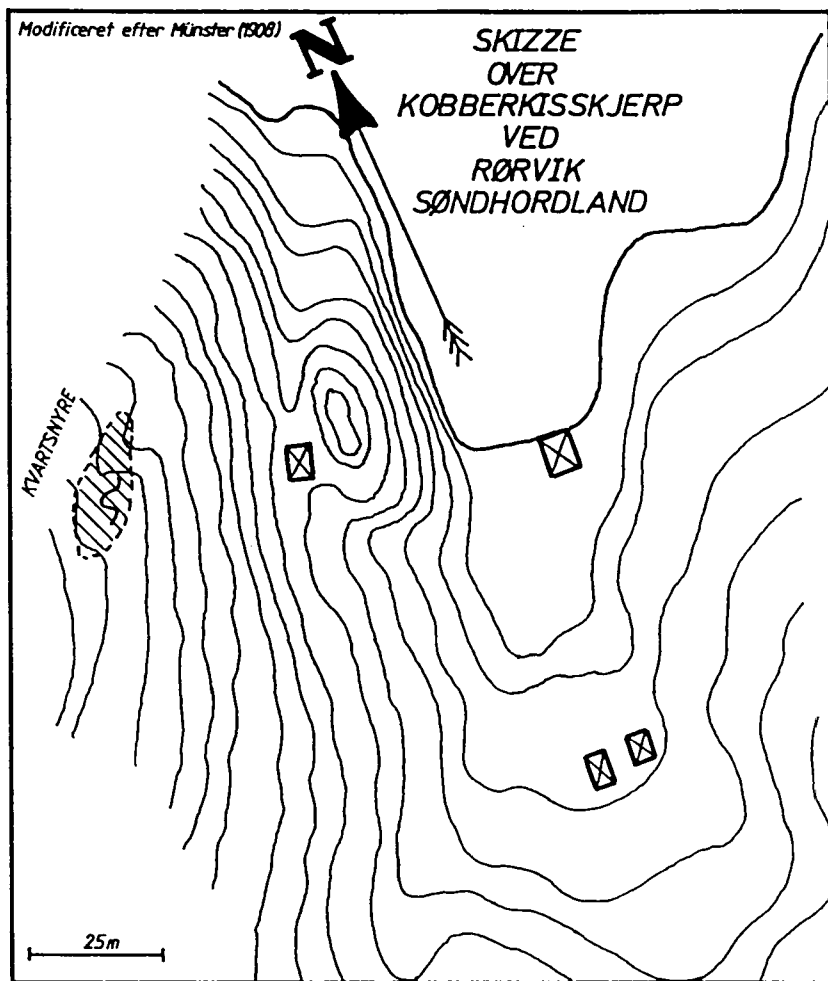 Modificeret efter Münster (1908)
N
SKIZZE
OVER
KOBBERKISSKJERP
VED
RØRVIK
SØNDHORDLAND
KVARTSNYRE
25m